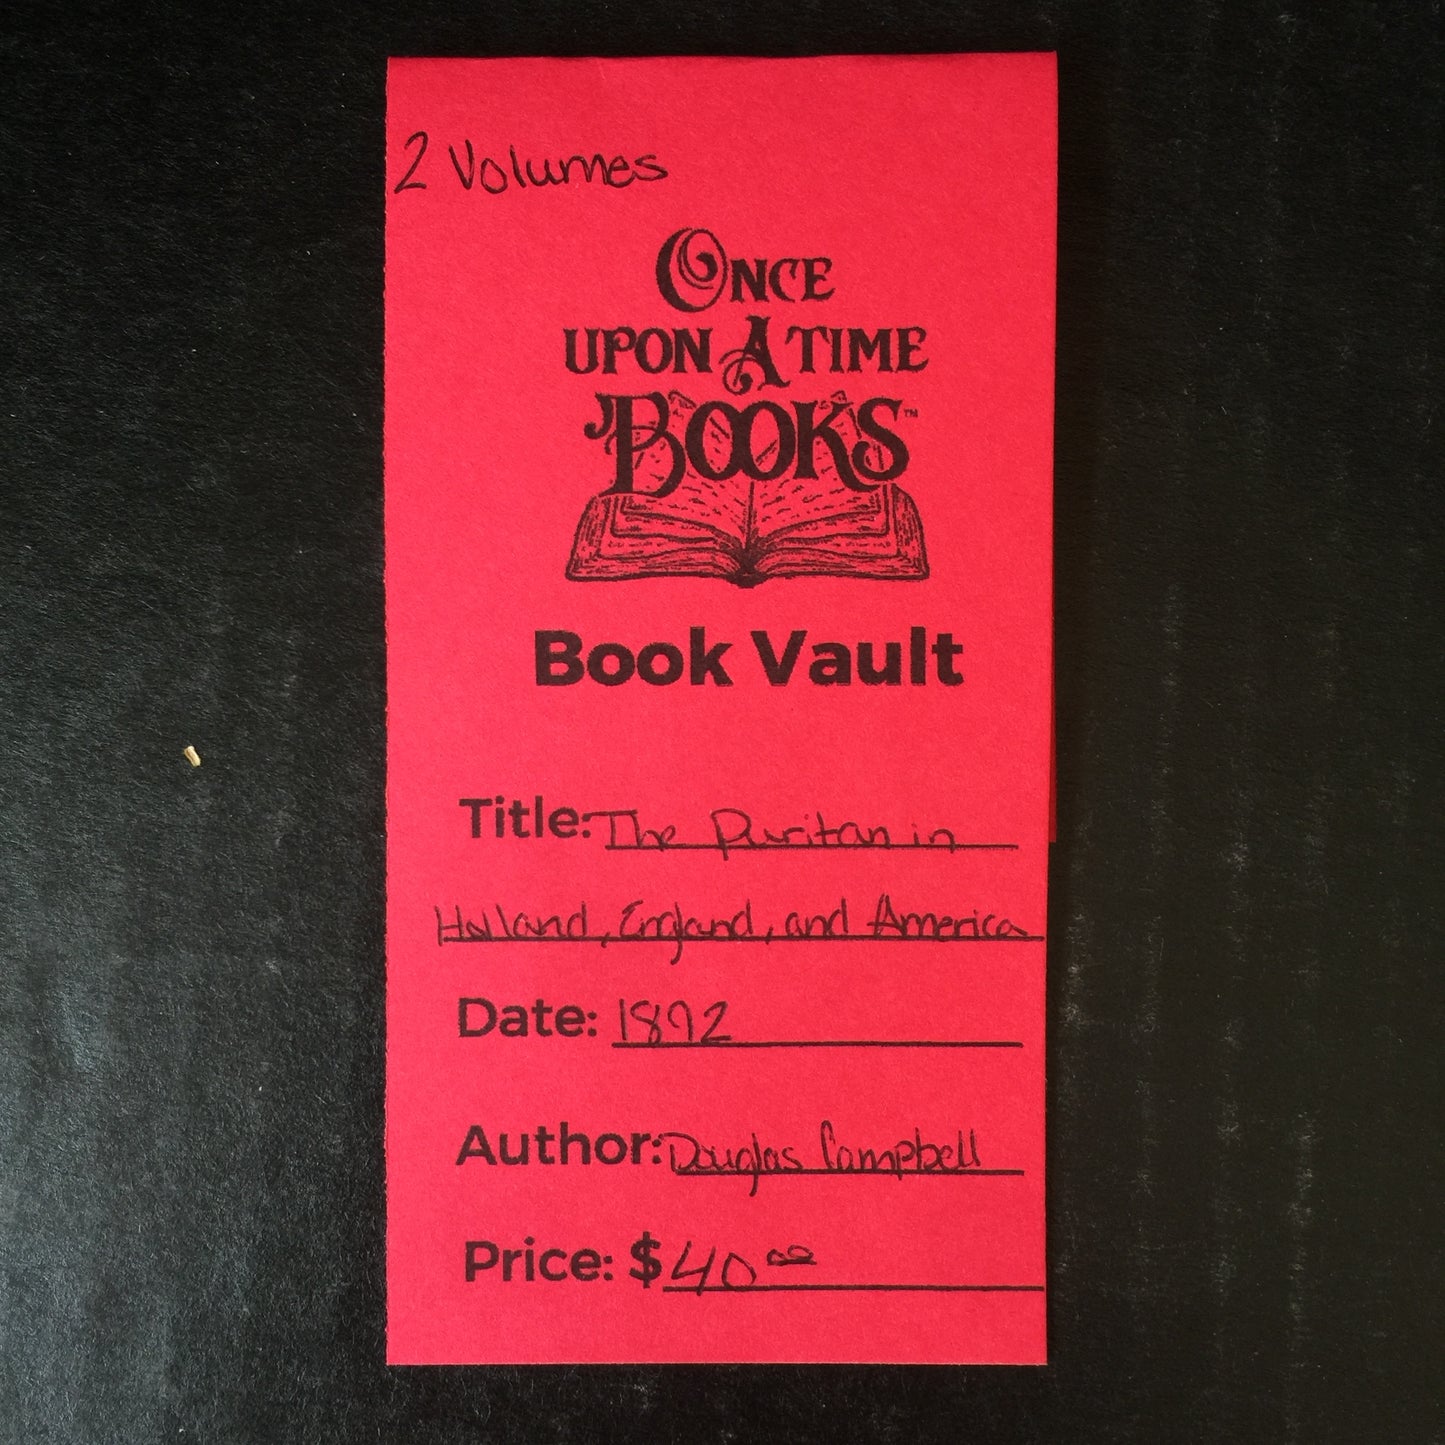 2 Volumes
ONCE
UPON A TIME
BOOKS™
Book Vault
Title: The Puritan in
Holland, England, and America
Date: 1892
Author: Douglas Campbell
Price: $40.00